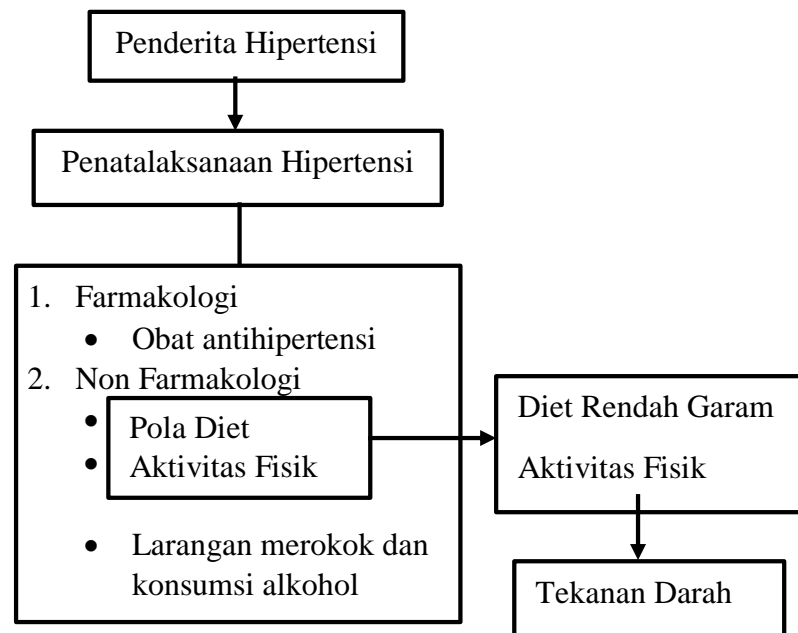 Penderita Hipertensi
Penatalaksanaan Hipertensi
1. Farmakologi
• Obat antihipertensi
2. Non Farmakologi
• Pola Diet
• Aktivitas Fisik
• Larangan merokok dan
konsumsi alkohol
Diet Rendah Garam
Aktivitas Fisik
Tekanan Darah